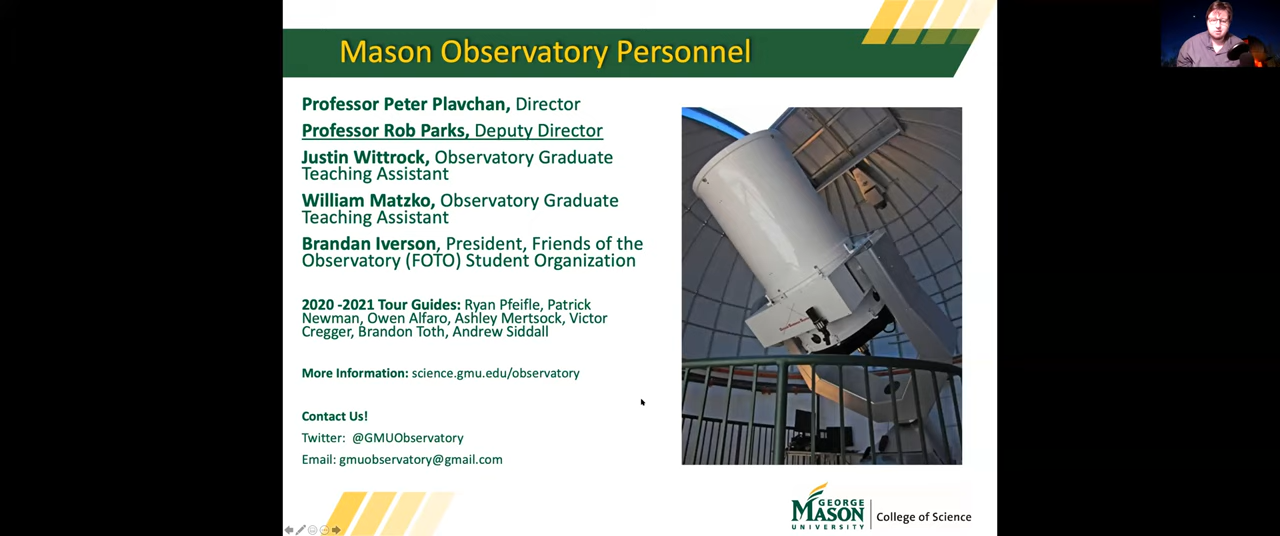 Mason Observatory Personnel
Professor Peter Plavchan, Director
Professor Rob Parks, Deputy Director
Justin Wittrock, Observatory Graduate
Teaching Assistant
William Matzko, Observatory Graduate
Teaching Assistant
Brandan Iverson, President, Friends of the
Observatory (FOTO) Student Organization
2020 -2021 Tour Guides: Ryan Pfeifle, Patrick
Newman, Owen Alfaro, Ashley Mertsock, Victor
Cregger, Brandon Toth, Andrew Siddall
More Information: science.gmu.edu/observatory
Contact Us!
Twitter: @GMUObservatory
Email: gmuobservatory@gmail.com
GEORGE
MASON
UNIVERSITY
College of Science